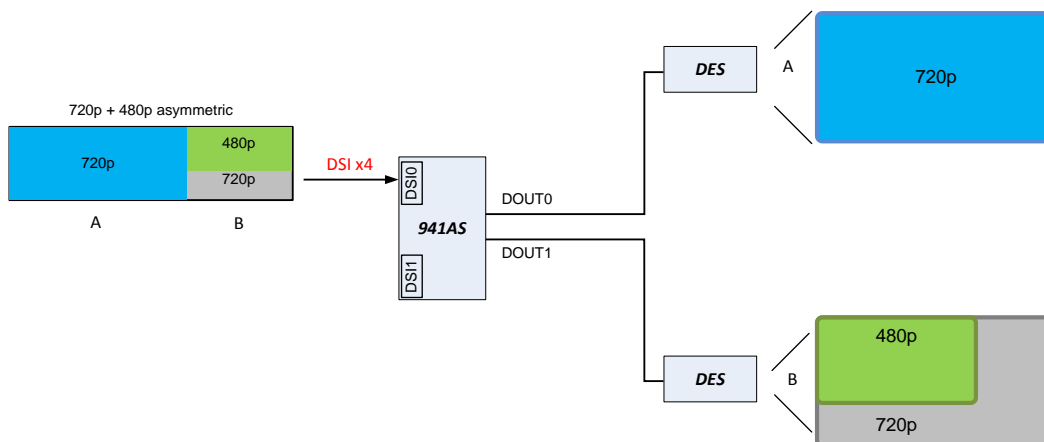 720p + 480p asymmetric
720p
480p
720p
A
B
DSI x4
DSI0
941AS
DSI1
DOUT0
DOUT1
DES
A
720p
DES
B
480p
720p